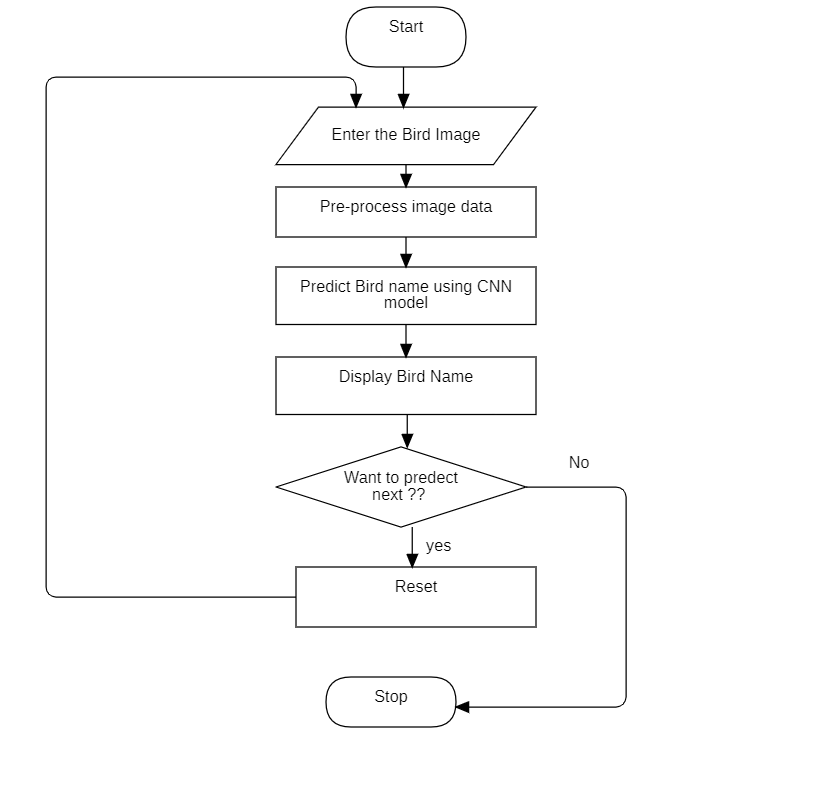 Start
Enter the Bird Image
Pre-process image data
Predict Bird name using CNN
model
Display Bird Name
Want to predect
next ??
No
yes
Reset
Stop